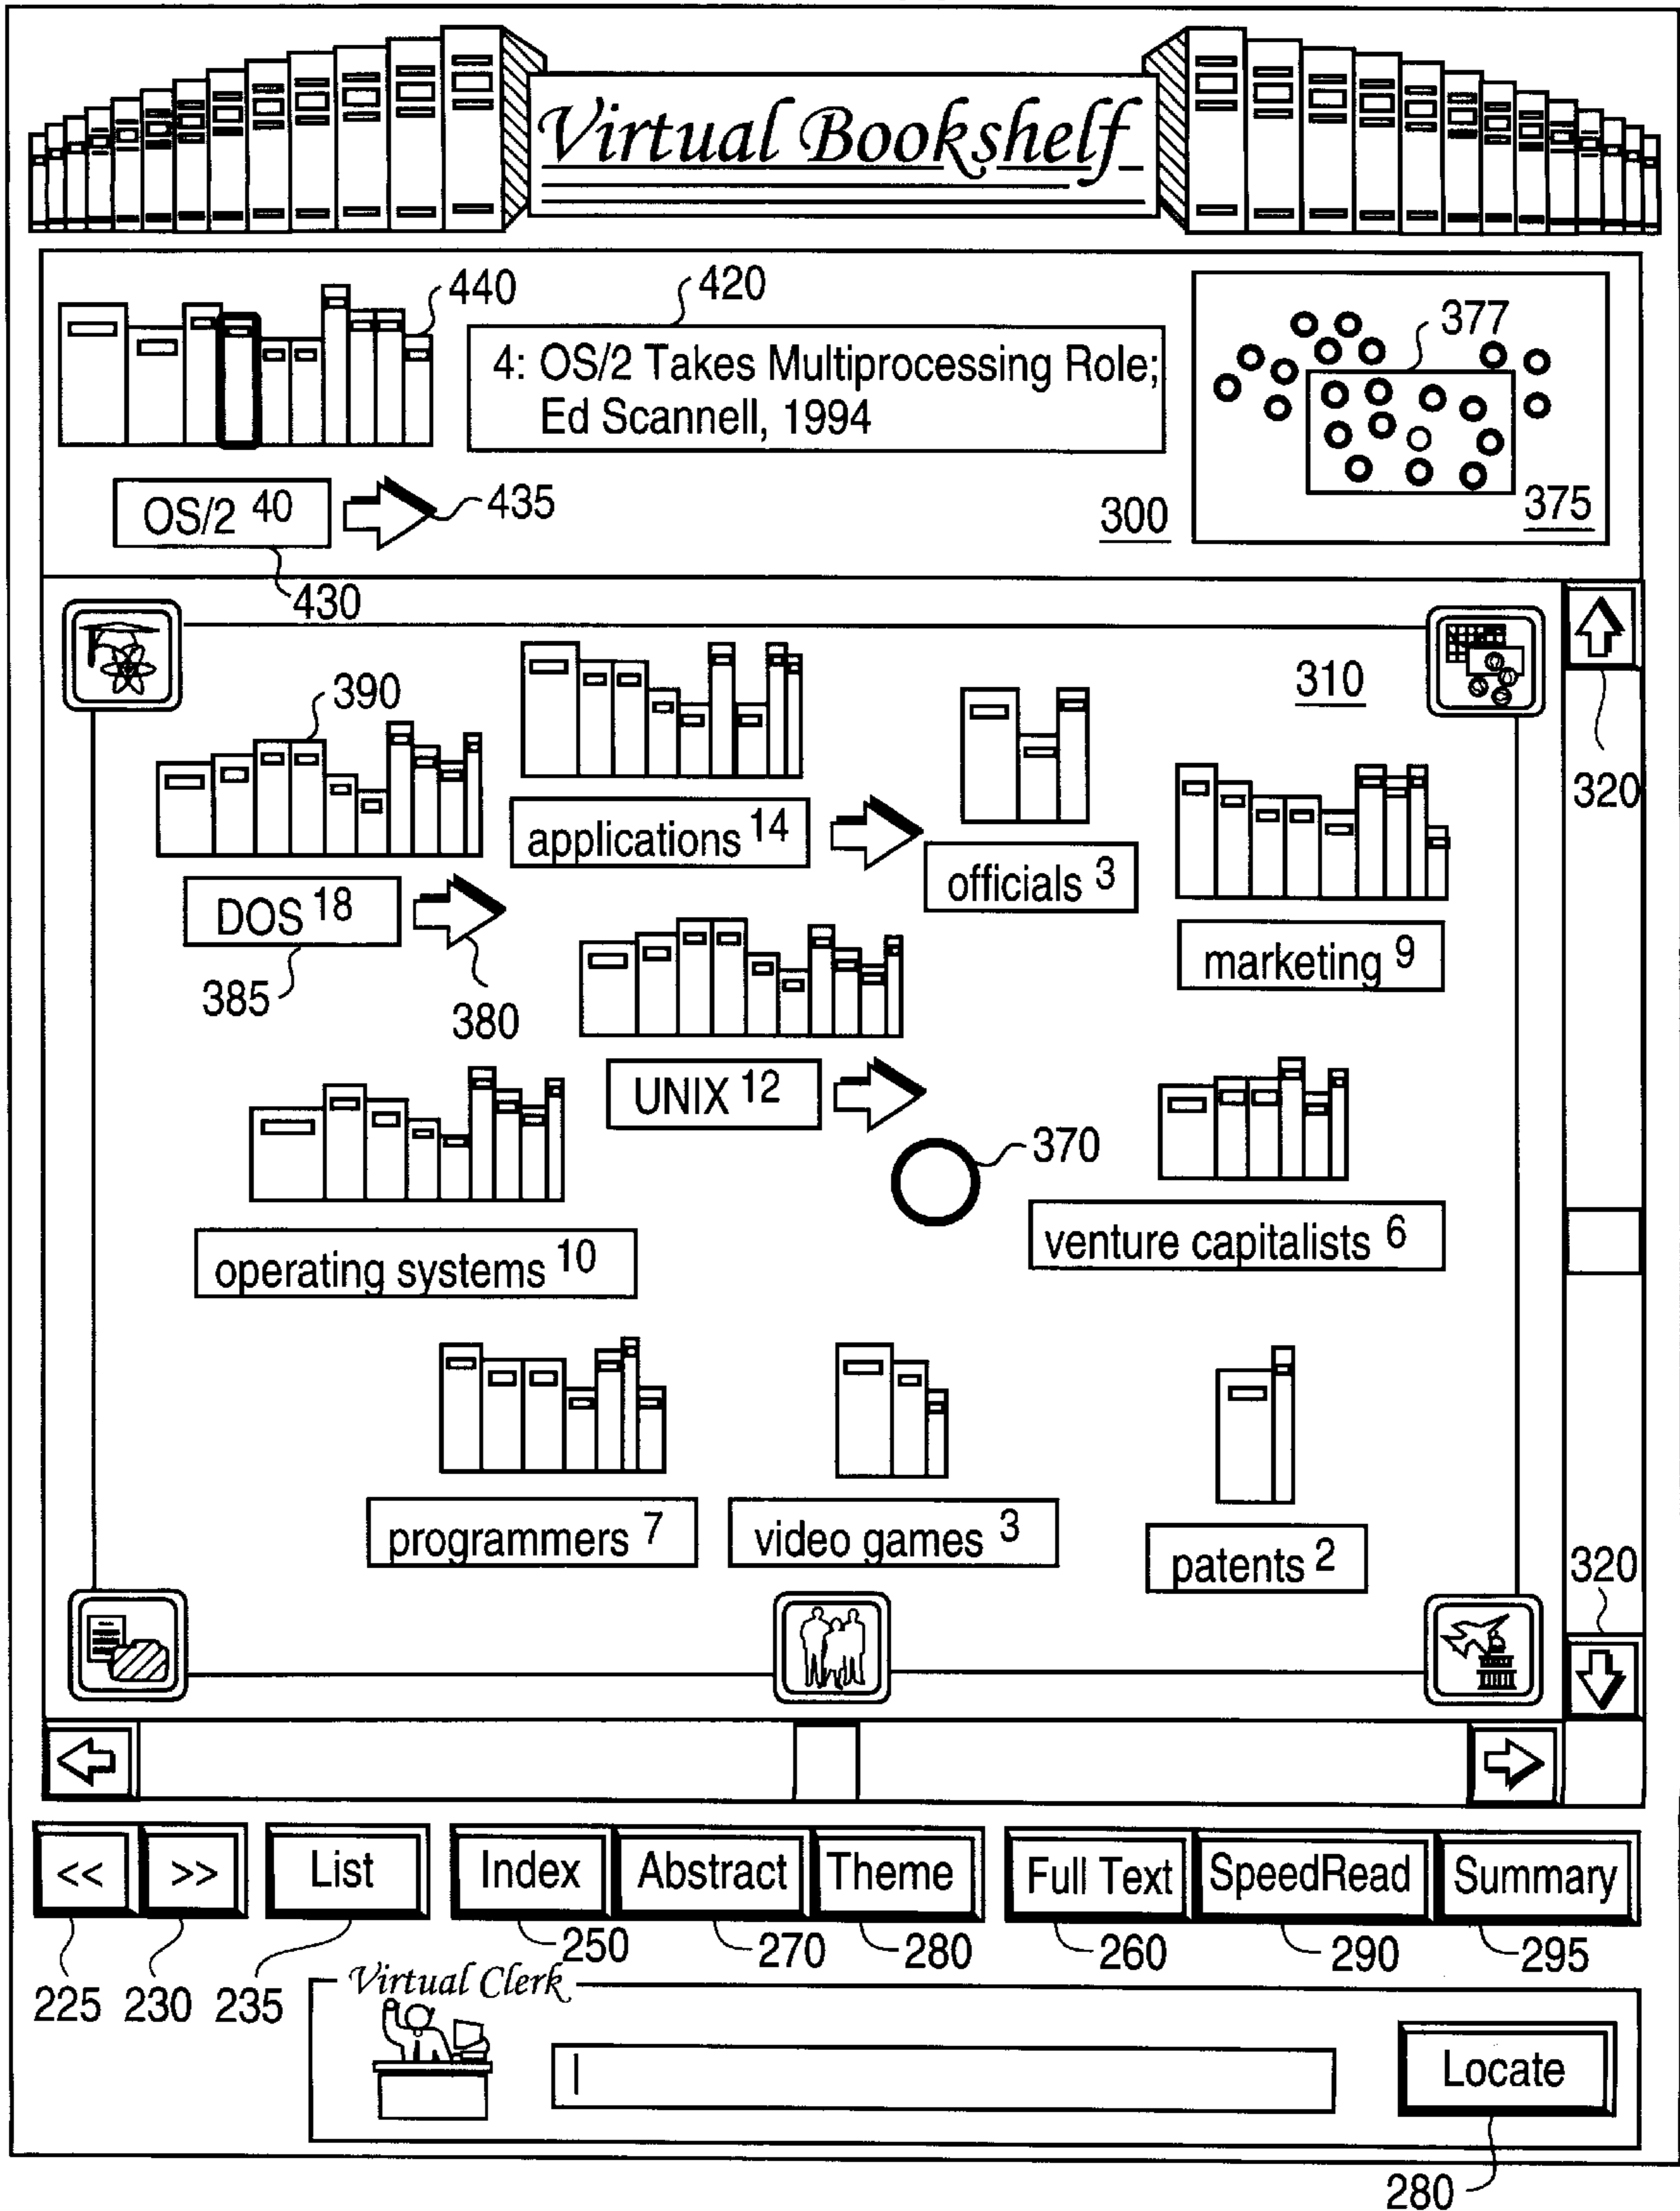 Virtual Bookshelf
440
420
377
4: OS/2 Takes Multiprocessing Role;
Ed Scannell, 1994
OS/2 40
435
300
375
430
390
310
320
applications 14
officials 3
DOS 18
marketing 9
385
380
UNIX 12
370
operating systems 10
venture capitalists 6
programmers 7
video games 3
patents 2
320
<< >> List Index Abstract Theme Full Text SpeedRead Summary
250 270 280 260 290 295
225 230 235
Virtual Clerk
Locate
280